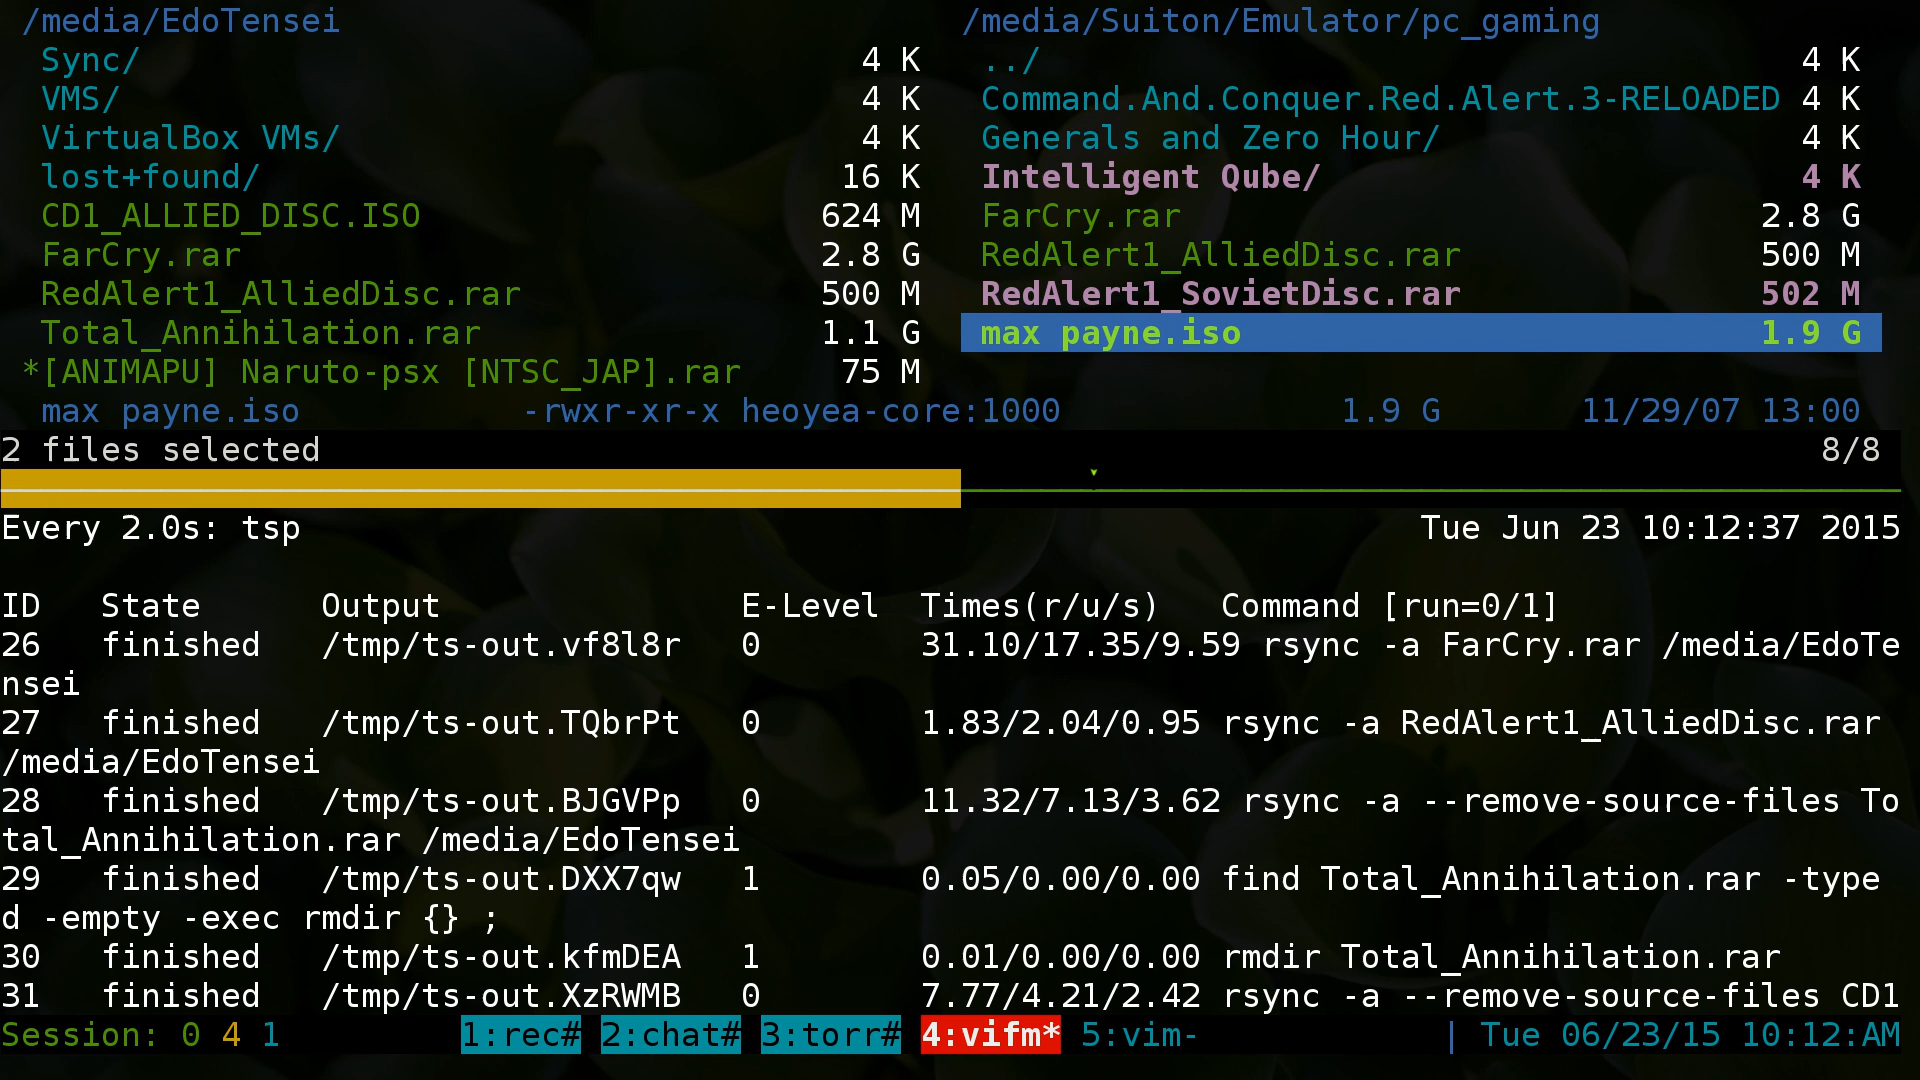 /media/EdoTensei /media/Suiton/Emulator/pc_gaming
Sync/ 4 K ../ 4 K
VMS/ 4 K Command.And.Conquer.Red.Alert.3-RELOADED 4 K
VirtualBox VMs/ 4 K Generals and Zero Hour/ 4 K
lost+found/ 16 K Intelligent Qube/ 4 K
CD1_ALLIED_DISC.ISO 624 M FarCry.rar 2.8 G
FarCry.rar 2.8 G RedAlert1_AlliedDisc.rar 500 M
RedAlert1_AlliedDisc.rar 500 M RedAlert1_SovietDisc.rar 502 M
Total_Annihilation.rar 1.1 G max payne.iso 1.9 G
*[ANIMAPU] Naruto-psx [NTSC_JAP].rar 75 M
max payne.iso -rwxr-xr-x heoyea-core:1000 1.9 G 11/29/07 13:00
2 files selected 8/8
Every 2.0s: tsp Tue Jun 23 10:12:37 2015
ID State Output E-Level Times(r/u/s) Command [run=0/1]
26 finished /tmp/ts-out.vf8l8r 0 31.10/17.35/9.59 rsync -a FarCry.rar /media/EdoTe
nsei
27 finished /tmp/ts-out.TQbrPt 0 1.83/2.04/0.95 rsync -a RedAlert1_AlliedDisc.rar
/media/EdoTensei
28 finished /tmp/ts-out.BJGVPp 0 11.32/7.13/3.62 rsync -a --remove-source-files To
tal_Annihilation.rar /media/EdoTensei
29 finished /tmp/ts-out.DXX7qw 1 0.05/0.00/0.00 find Total_Annihilation.rar -type
d -empty -exec rmdir {} ;
30 finished /tmp/ts-out.kfmDEA 1 0.01/0.00/0.00 rmdir Total_Annihilation.rar
31 finished /tmp/ts-out.XzRWMB 0 7.77/4.21/2.42 rsync -a --remove-source-files CD1
Session: 0 4 1 1:rec# 2:chat# 3:torr# 4:vifm* 5:vim- | Tue 06/23/15 10:12:AM